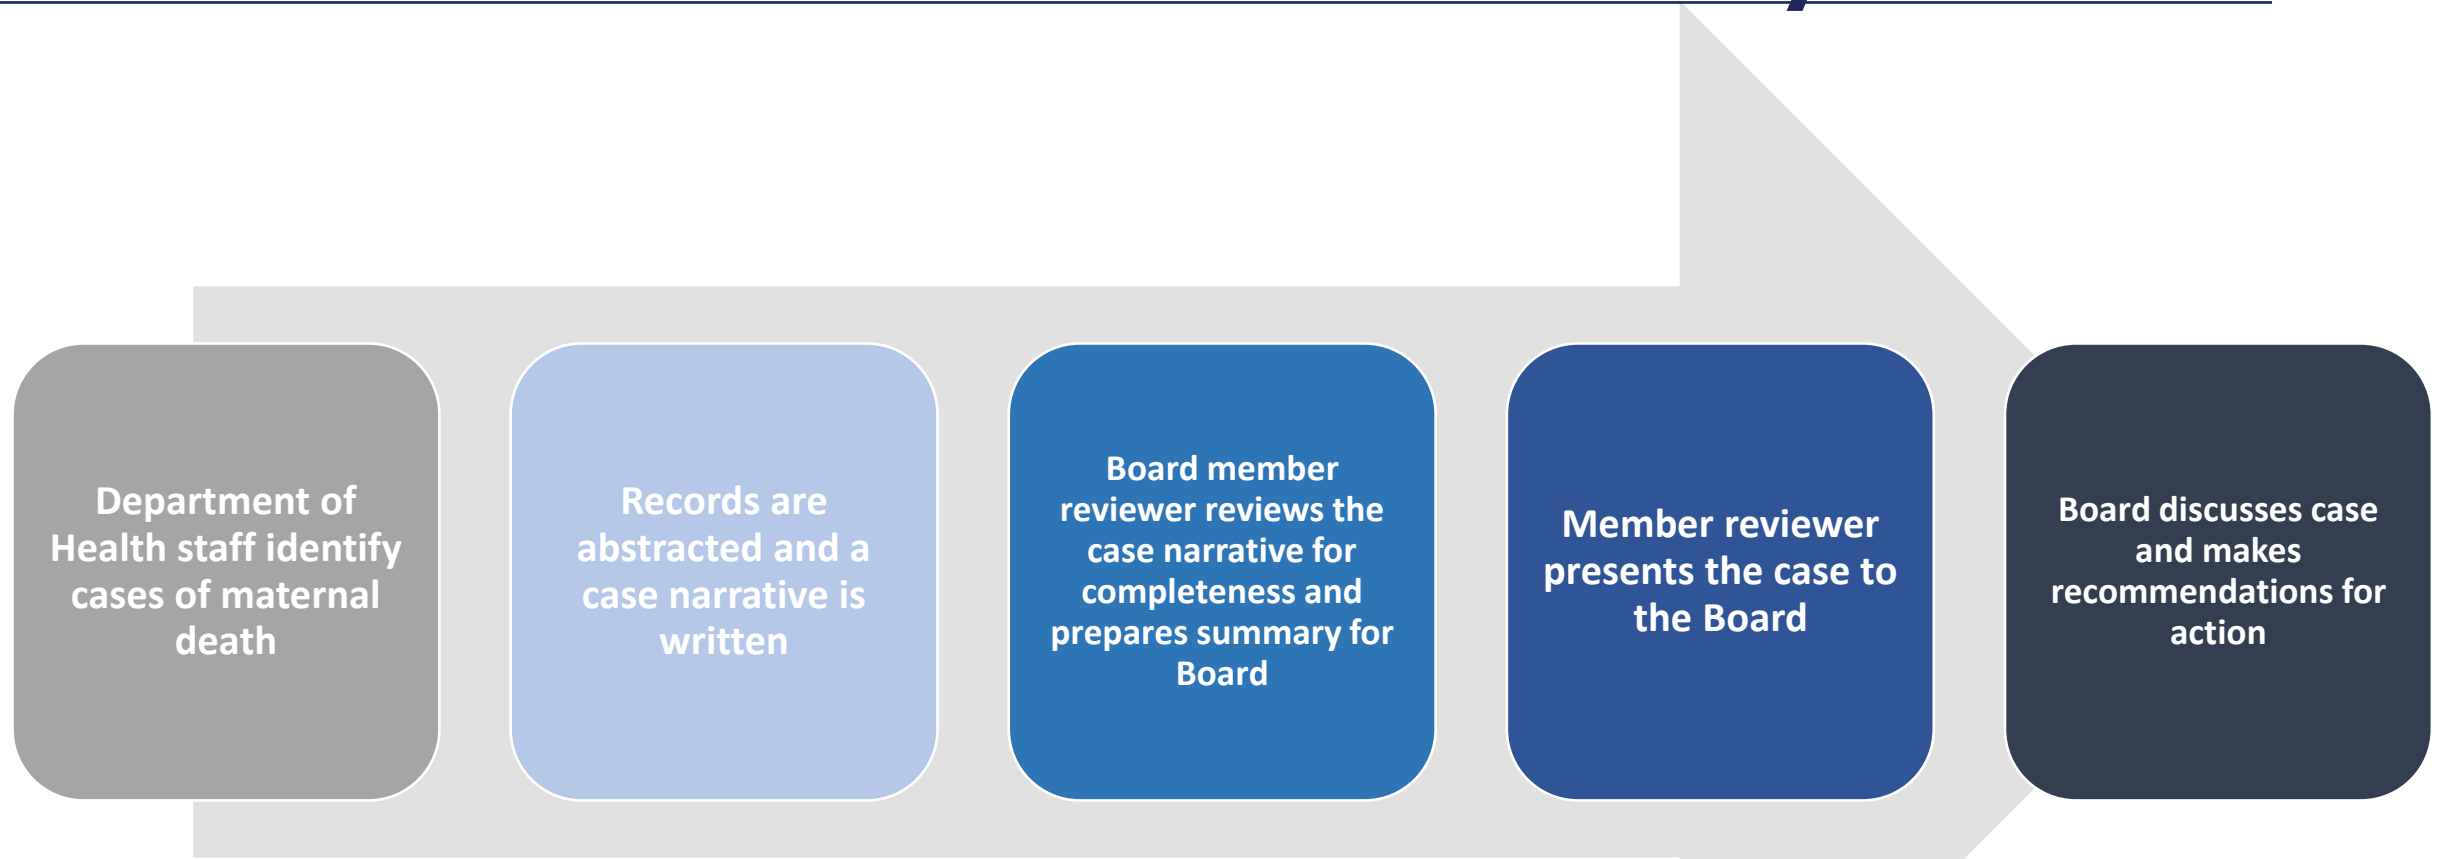 Department of
Health staff identify
cases of maternal
death
Records are
abstracted and a
case narrative is
written
Board member
reviewer reviews the
case narrative for
completeness and
prepares summary for
Board
Member reviewer
presents the case to
the Board
Board discusses case
and makes
recommendations for
action